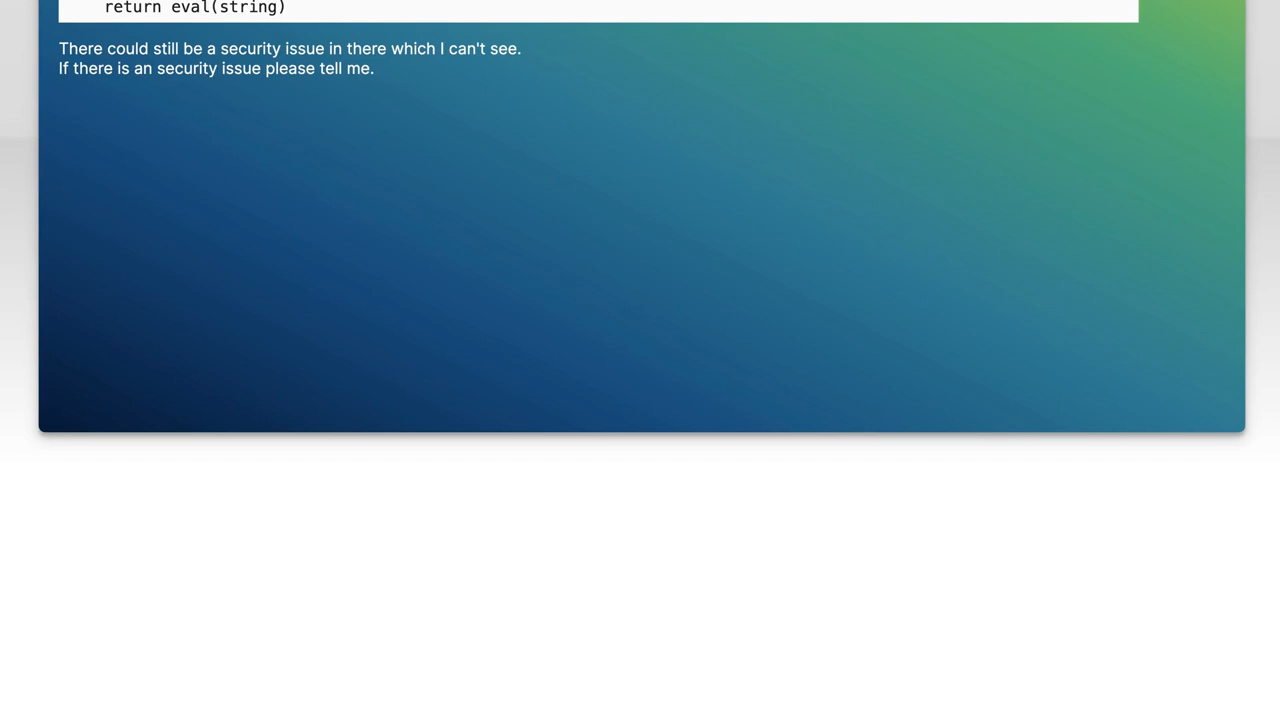 return eval(string)
There could still be a security issue in there which I can't see.
If there is an security issue please tell me.